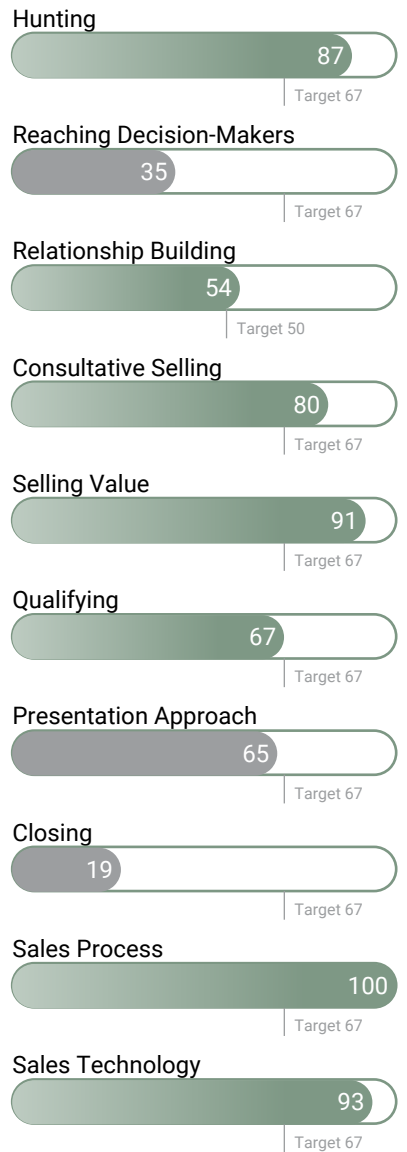 Hunting
87
Target 67
Reaching Decision-Makers
35
Target 67
Relationship Building
54
Target 50
Consultative Selling
80
Target 67
Selling Value
91
Target 67
Qualifying
67
Target 67
Presentation Approach
65
Target 67
Closing
19
Target 67
Sales Process
100
Target 67
Sales Technology
93
Target 67